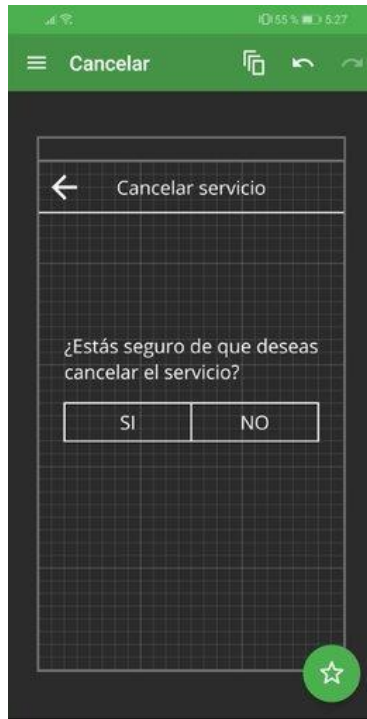 55 % 5:27
Cancelar
Cancelar servicio
¿Estás seguro de que deseas
cancelar el servicio?
SI NO